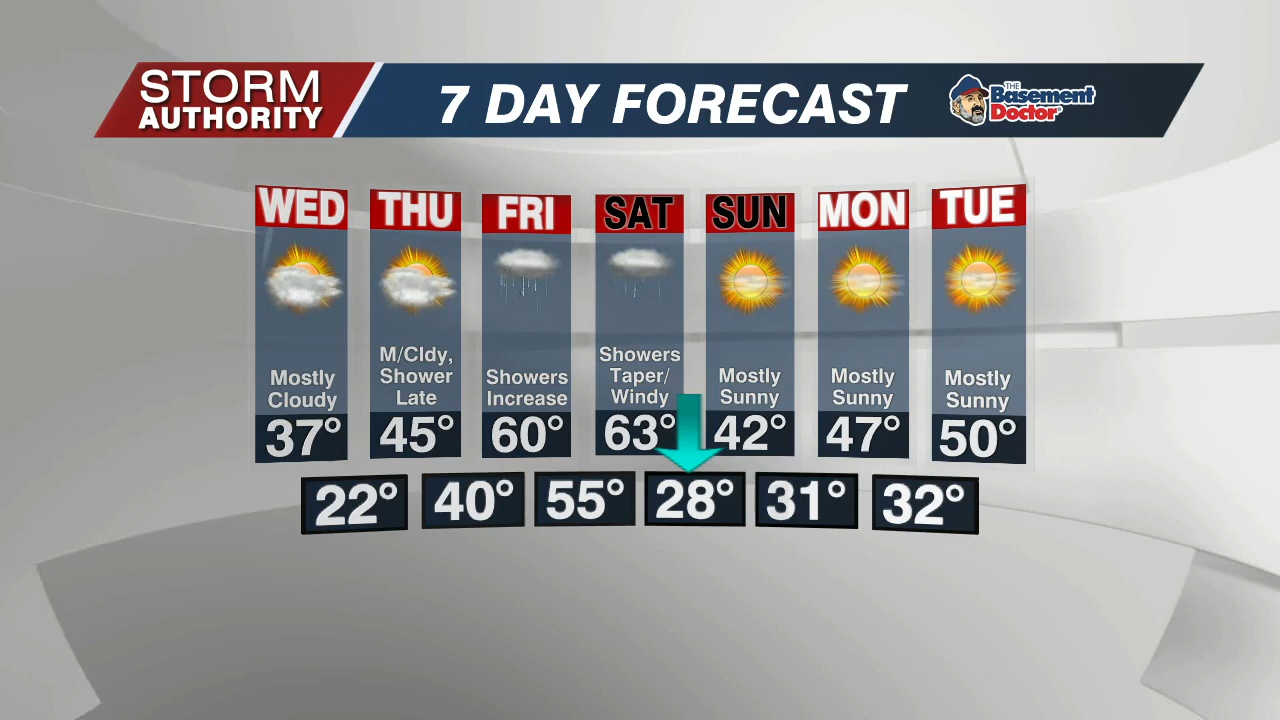 STORM
AUTHORITY
7 DAY FORECAST
THE
Basement
Doctor
WED
THU
FRI
SAT
SUN
MON
TUE
Mostly
Cloudy
M/Cldy,
Shower
Late
Showers
Increase
Showers
Taper/
Windy
Mostly
Sunny
Mostly
Sunny
Mostly
Sunny
37°
45°
60°
63°
42°
47°
50°
22°
40°
55°
28°
31°
32°